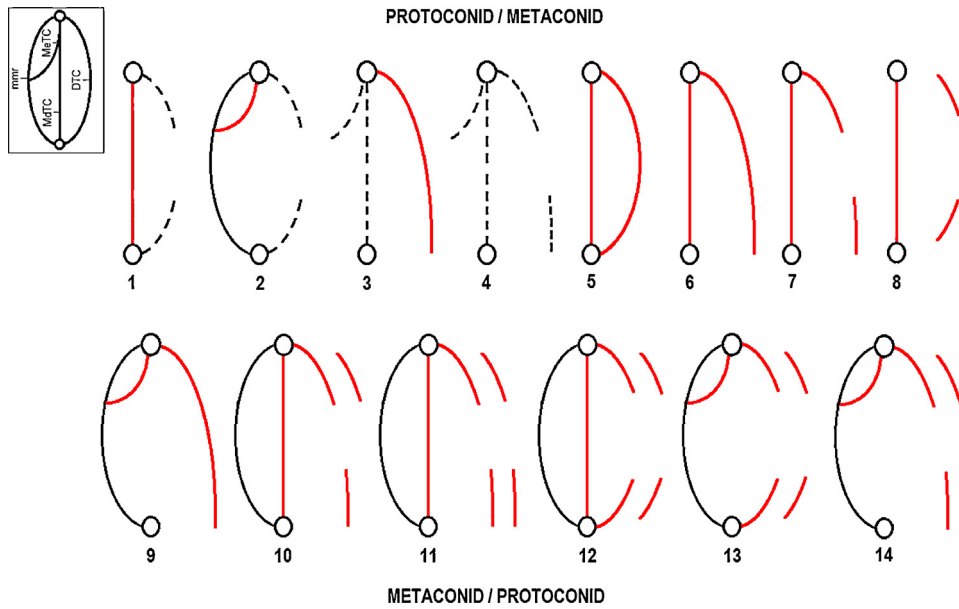 PROTOCONID / METACONID
mmr
MeTC
MdTC
DTC
1
2
3
4
5
6
7
8
9
10
11
12
13
14
METACONID / PROTOCONID